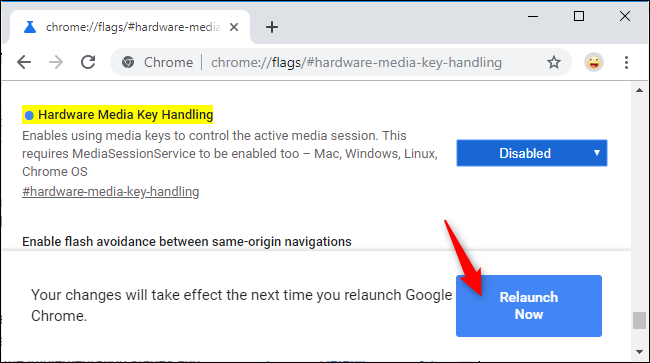 chrome://flags/#hardware-media-k
Chrome | chrome://flags/#hardware-media-key-handling
Hardware Media Key Handling
Enables using media keys to control the active media session. This
requires MediaSessionService to be enabled too – Mac, Windows, Linux,
Chrome OS
#hardware-media-key-handling
Disabled
Enable flash avoidance between same-origin navigations
Your changes will take effect the next time you relaunch Google
Chrome.
Relaunch
Now